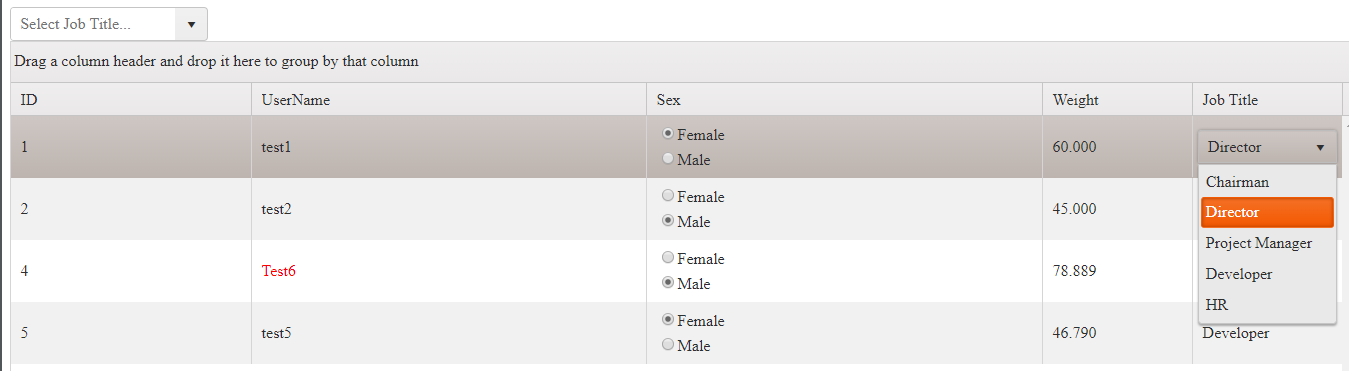 Select Job Title...
Drag a column header and drop it here to group by that column
ID UserName Sex Weight Job Title
1 test1 Female Male 60.000 Director
Chairman
Director
Project Manager
Developer
HR
2 test2 Female Male 45.000
4 Test6 Female Male 78.889
5 test5 Female Male 46.790 Developer